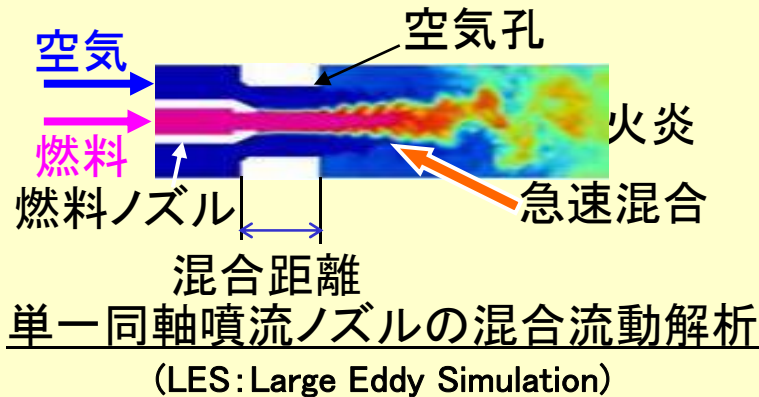 空気孔
空気
燃料
火炎
燃料ノズル
急速混合
混合距離
単一同軸噴流ノズルの混合流動解析
(LES:Large Eddy Simulation)